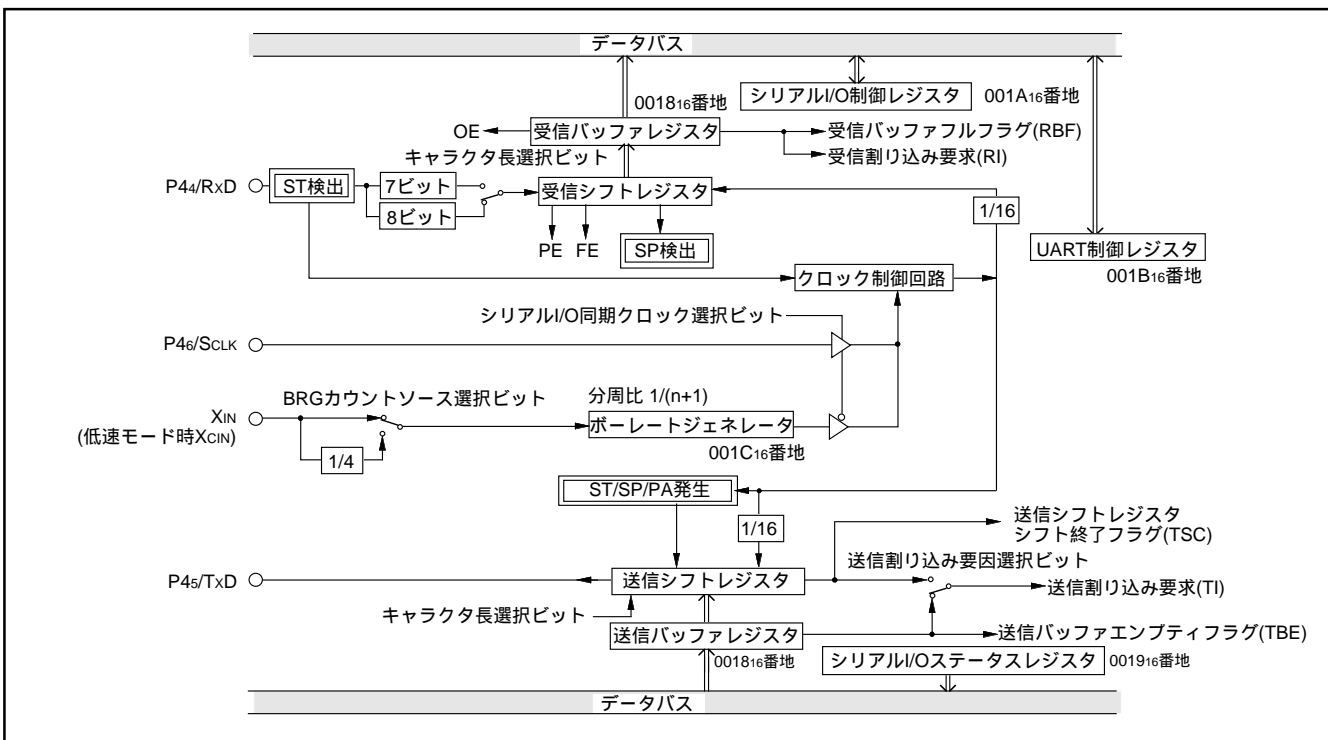 データバス
シリアルI/O制御レジスタ 001A16番地
001816番地
OE 受信バッファレジスタ 受信バッファフルフラグ(RBF)
キャラクタ長選択ビット 受信割り込み要求(RI)
P44/RXD ST検出 7ビット 受信シフトレジスタ
8ビット 1/16
PE FE SP検出 UART制御レジスタ
001B16番地
クロック制御回路
シリアルI/O同期クロック選択ビット
P46/SCLK
BRGカウントソース選択ビット 分周比 1/(n+1)
XIN ボーレートジェネレータ
(低速モード時XCIN) 001C16番地
1/4
ST/SP/PA発生
1/16 送信シフトレジスタ
シフト終了フラグ(TSC)
送信割り込み要因選択ビット
P45/TXD 送信シフトレジスタ 送信割り込み要求(TI)
キャラクタ長選択ビット
送信バッファレジスタ 送信バッファエンプティフラグ(TBE)
001816番地 シリアルI/Oステータスレジスタ 001916番地
データバス